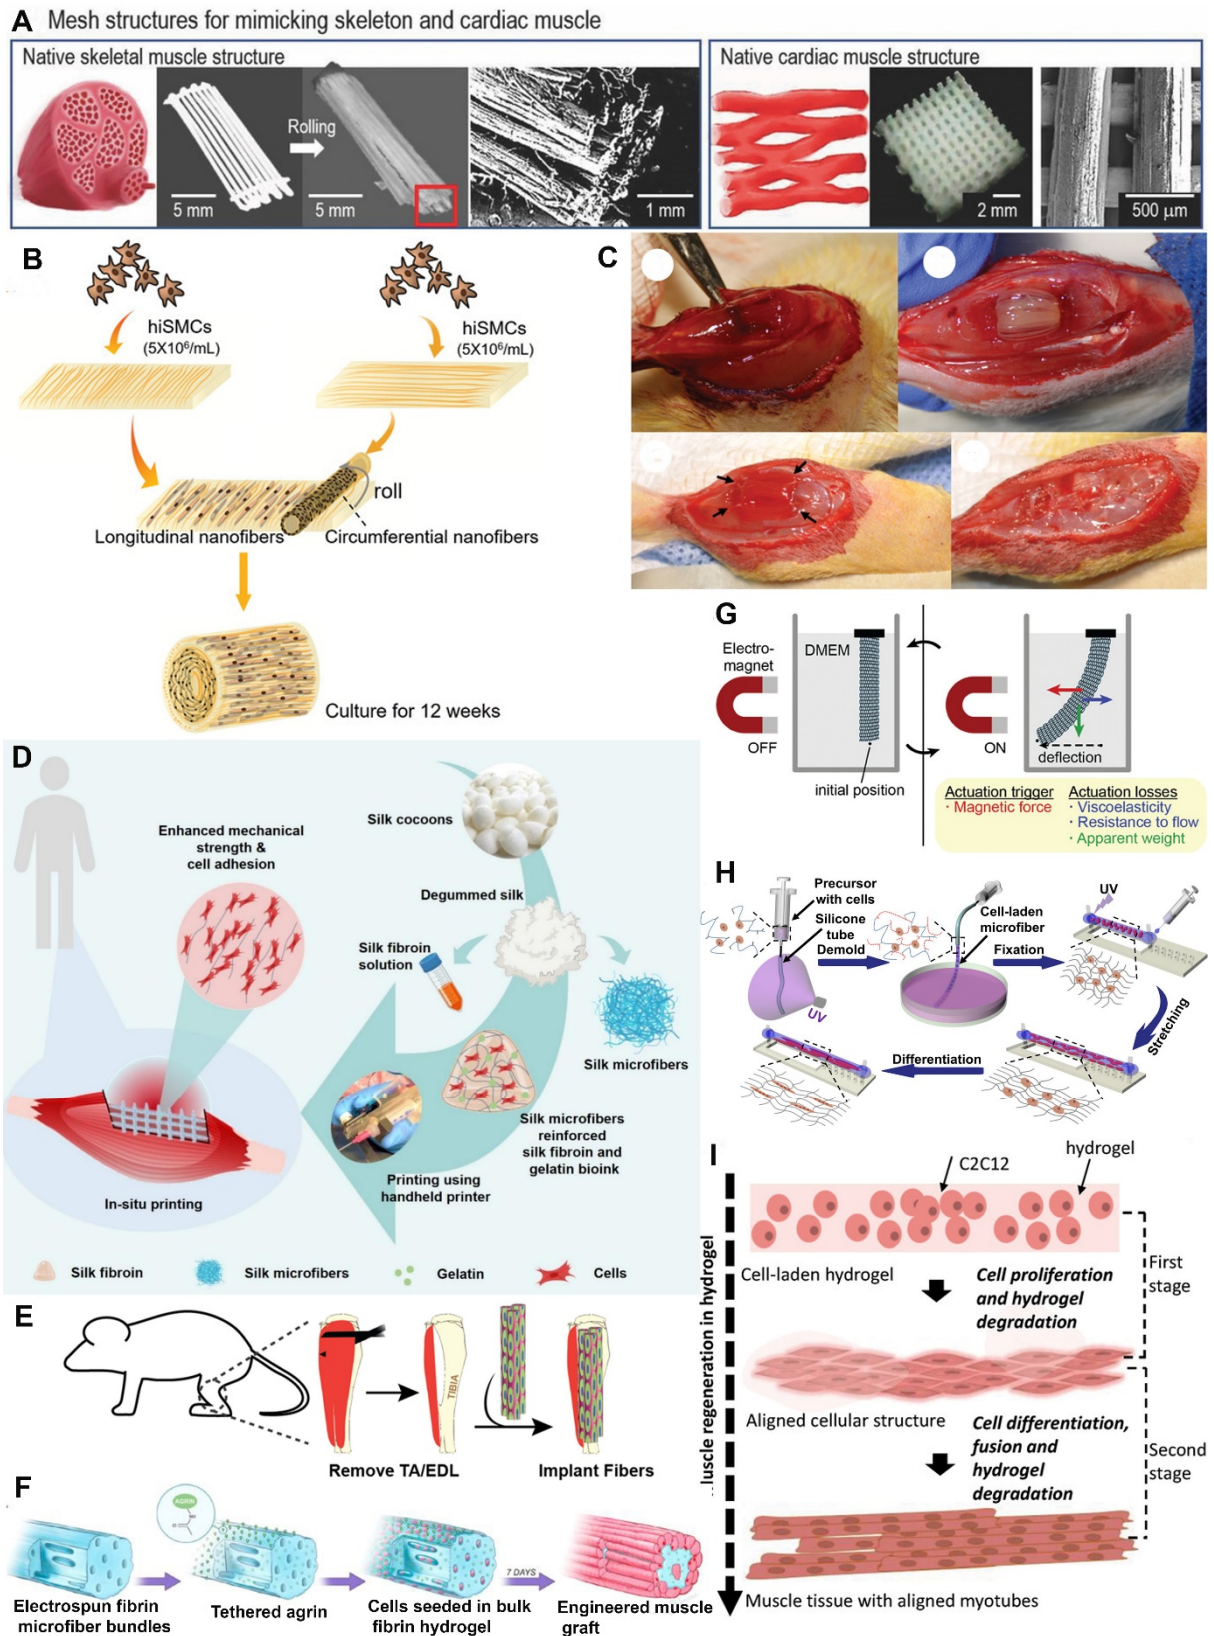 A Mesh structures for mimicking skeleton and cardiac muscle
Native skeletal muscle structure
Rolling
5 mm
5 mm
1 mm
Native cardiac muscle structure
2 mm
500 µm
B
hiSMCs
(5X10⁶/mL)
hiSMCs
(5X10⁶/mL)
roll
Longitudinal nanofibers
Circumferential nanofibers
Culture for 12 weeks
C
D
Enhanced mechanical
strength &
cell adhesion
Silk cocoons
Degummed silk
Silk fibroin
solution
Silk microfibers
Silk microfibers
reinforced
silk fibroin and
gelatin bioink
Printing using
handheld printer
In-situ printing
Silk fibroin
Silk microfibers
Gelatin
Cells
E
TIBIA
Remove TA/EDL
Implant Fibers
F
AGRIN
7 DAYS
Electrospun fibrin
microfiber bundles
Tethered agrin
Cells seeded in bulk
fibrin hydrogel
Engineered muscle
graft
G
Electro-
magnet
DMEM
OFF
initial position
ON
deflection
Actuation trigger
· Magnetic force
Actuation losses
· Viscoelasticity
· Resistance to flow
· Apparent weight
H
Precursor
with cells
Silicone
tube
Demold
UV
Cell-laden
microfiber
Fixation
UV
Stretching
Differentiation
I
C2C12
hydrogel
Cell-laden hydrogel
Cell proliferation
and hydrogel
degradation
First
stage
Aligned cellular structure
Cell differentiation,
fusion and
hydrogel
degradation
Second
stage
Muscle tissue with aligned myotubes
uscle regeneration in hydrogel